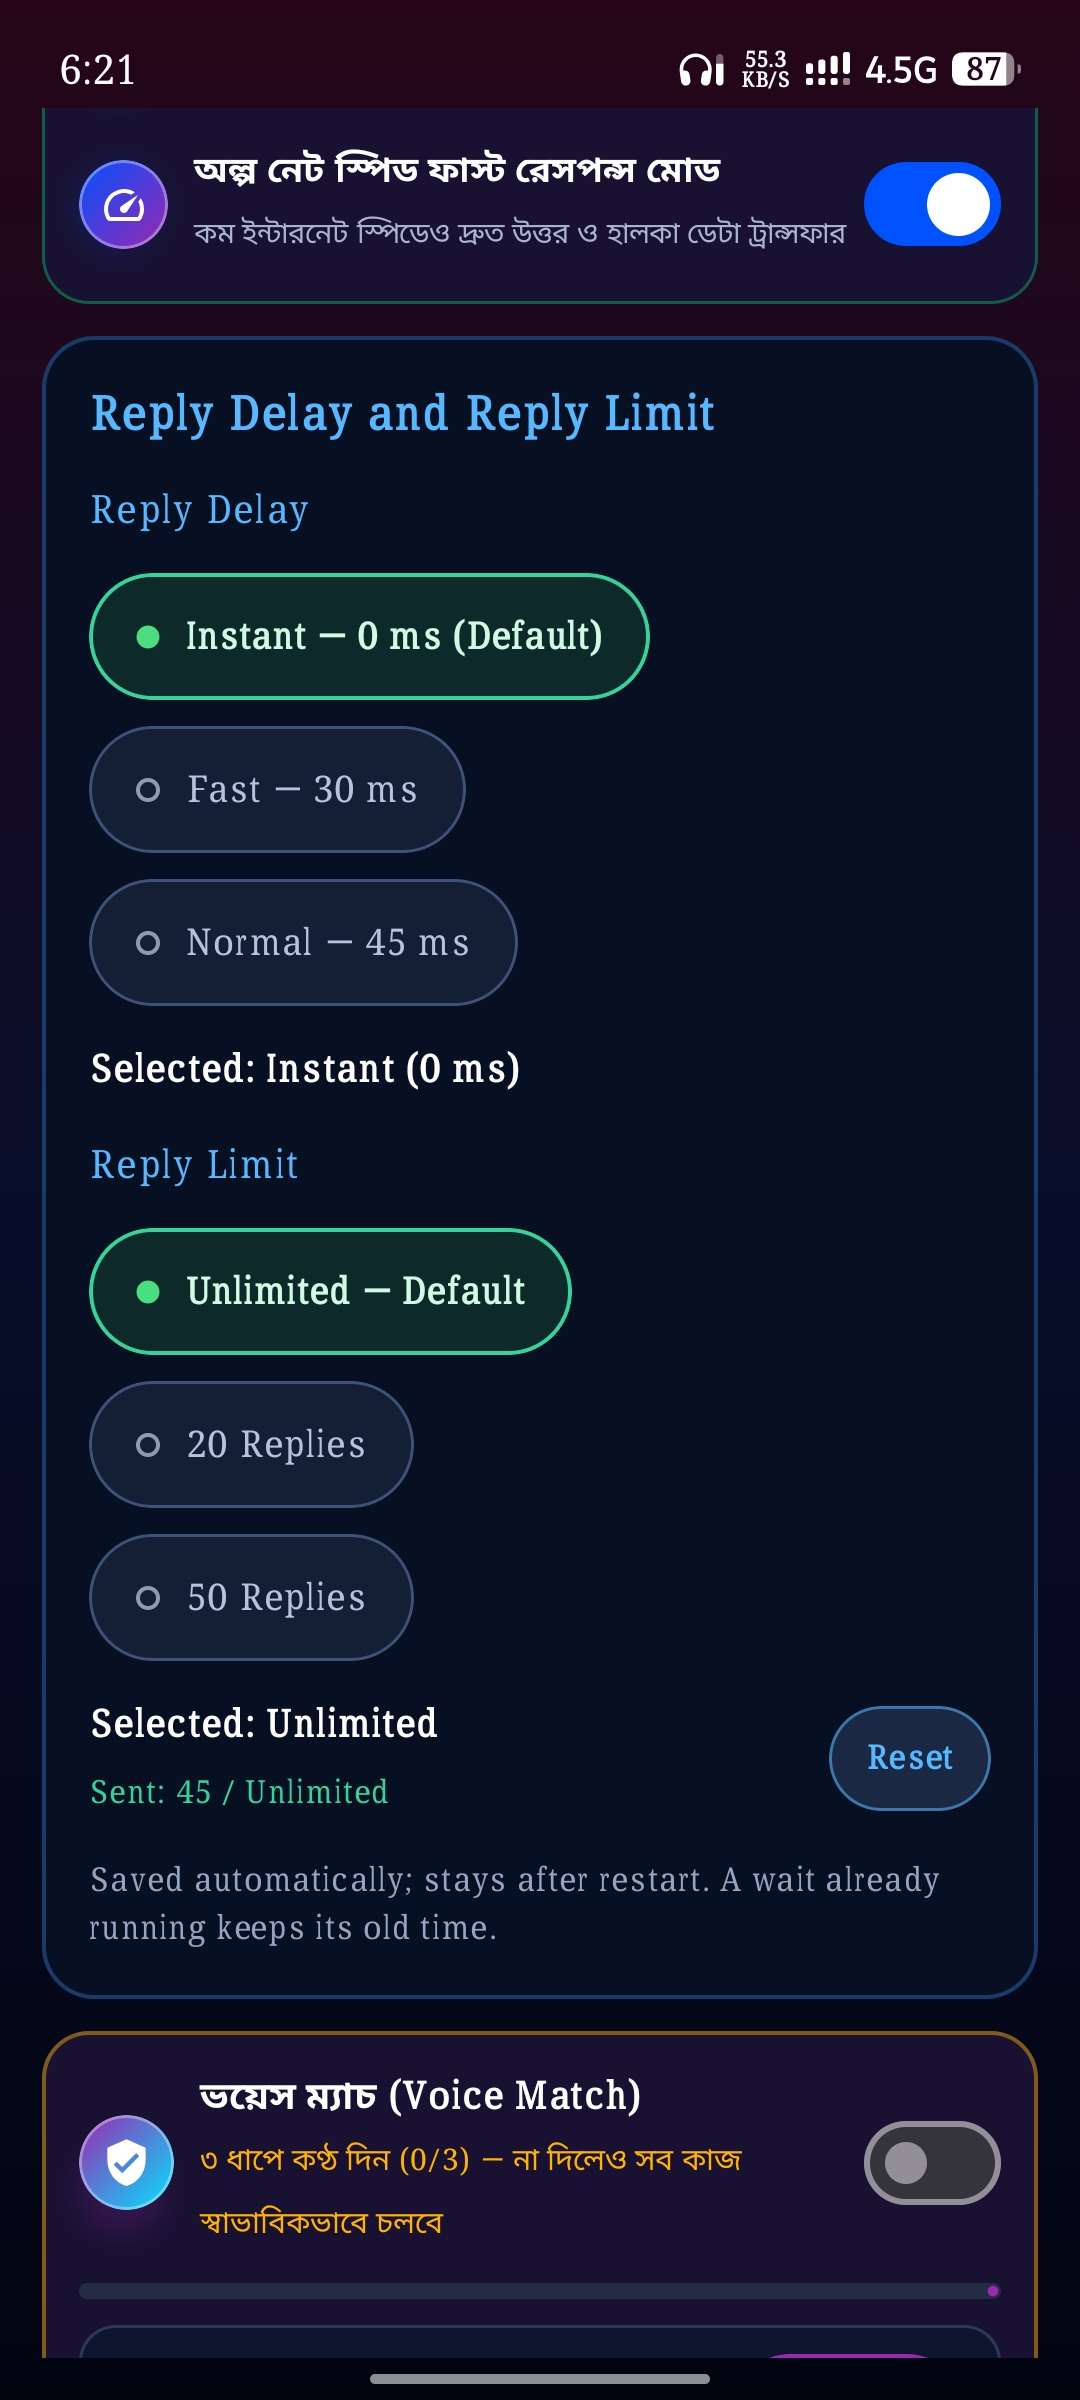 6:21
55.3
KB/S
4.5G
87
অল্প নেট স্পিড ফাস্ট রেসপন্স মোড
কম ইন্টারনেট স্পিডেও দ্রুত উত্তর ও হালকা ডেটা ট্রান্সফার
Reply Delay and Reply Limit
Reply Delay
Instant — 0 ms (Default)
Fast — 30 ms
Normal — 45 ms
Selected: Instant (0 ms)
Reply Limit
Unlimited — Default
20 Replies
50 Replies
Selected: Unlimited
Reset
Sent: 45 / Unlimited
Saved automatically; stays after restart. A wait already
running keeps its old time.
ভয়েস ম্যাচ (Voice Match)
৩ ধাপে কণ্ঠ দিন (0/3) — না দিলেও সব কাজ
স্বাভাবিকভাবে চলবে